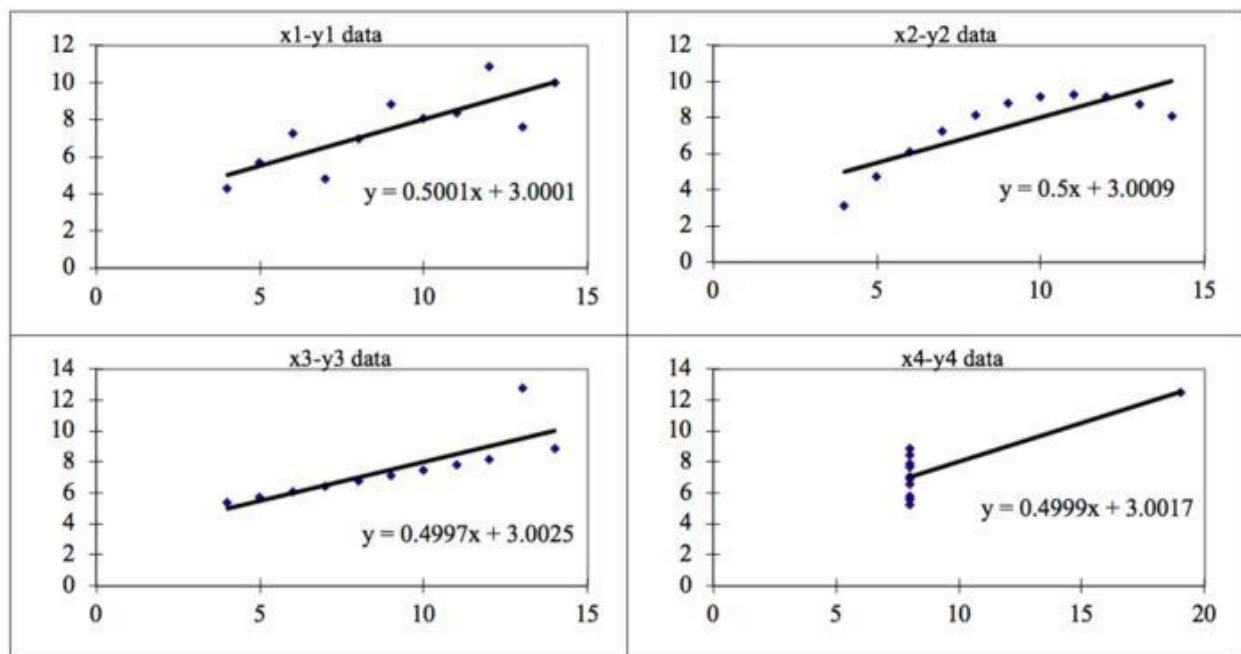 x1-y1 data
12
10
8
6
4
2
0
0 5 10 15
y = 0.5001x + 3.0001
x2-y2 data
12
10
8
6
4
2
0
0 5 10 15
y = 0.5x + 3.0009
x3-y3 data
14
12
10
8
6
4
2
0
0 5 10 15
y = 0.4997x + 3.0025
x4-y4 data
14
12
10
8
6
4
2
0
0 5 10 15 20
y = 0.4999x + 3.0017